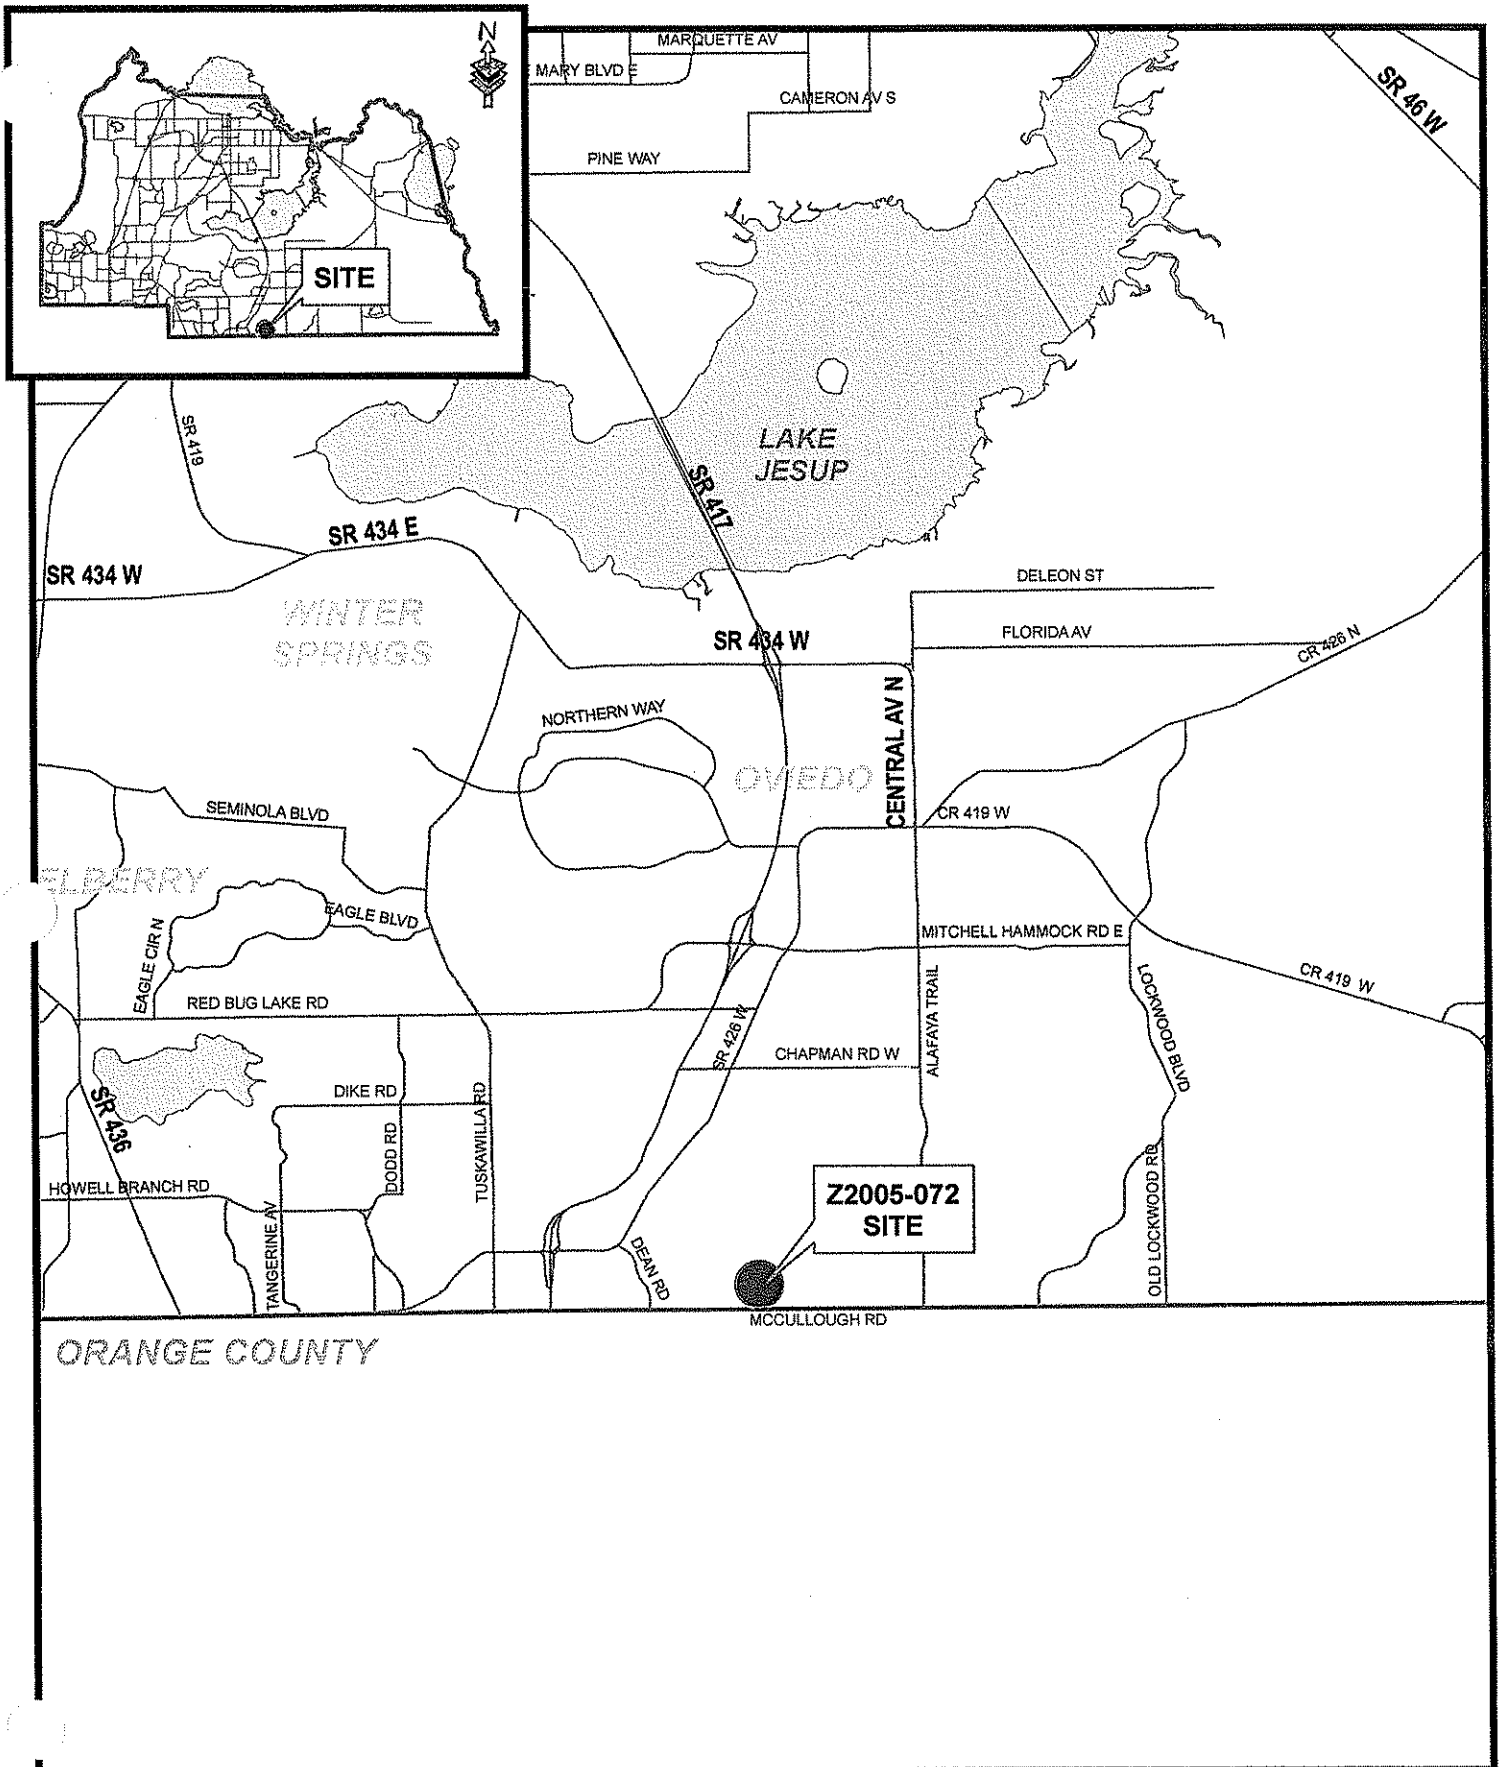 N
SITE
MARQUETTE AV
MARY BLVD E
CAMERON AV S
PINE WAY
SR 46 W
SR 419
LAKE
JESUP
SR 417
SR 434 E
SR 434 W
DELEON ST
WINTER
SPRINGS
SR 434 W
FLORIDA AV
CR 426 N
NORTHERN WAY
CENTRAL AV N
OVIEDO
SEMINOLA BLVD
CR 419 W
ELBERRY
EAGLE BLVD
EAGLE CIR N
MITCHELL HAMMOCK RD E
CR 419 W
RED BUG LAKE RD
LOCKWOOD BLVD
SR 426 W
ALAFAYA TRAIL
CHAPMAN RD W
DIKE RD
SR 436
DODD RD
TUSKAWILLA RD
HOWELL BRANCH RD
TANGERINE AV
OLD LOCKWOOD RD
Z2005-072
SITE
DEAN RD
MCCULLOUGH RD
ORANGE COUNTY